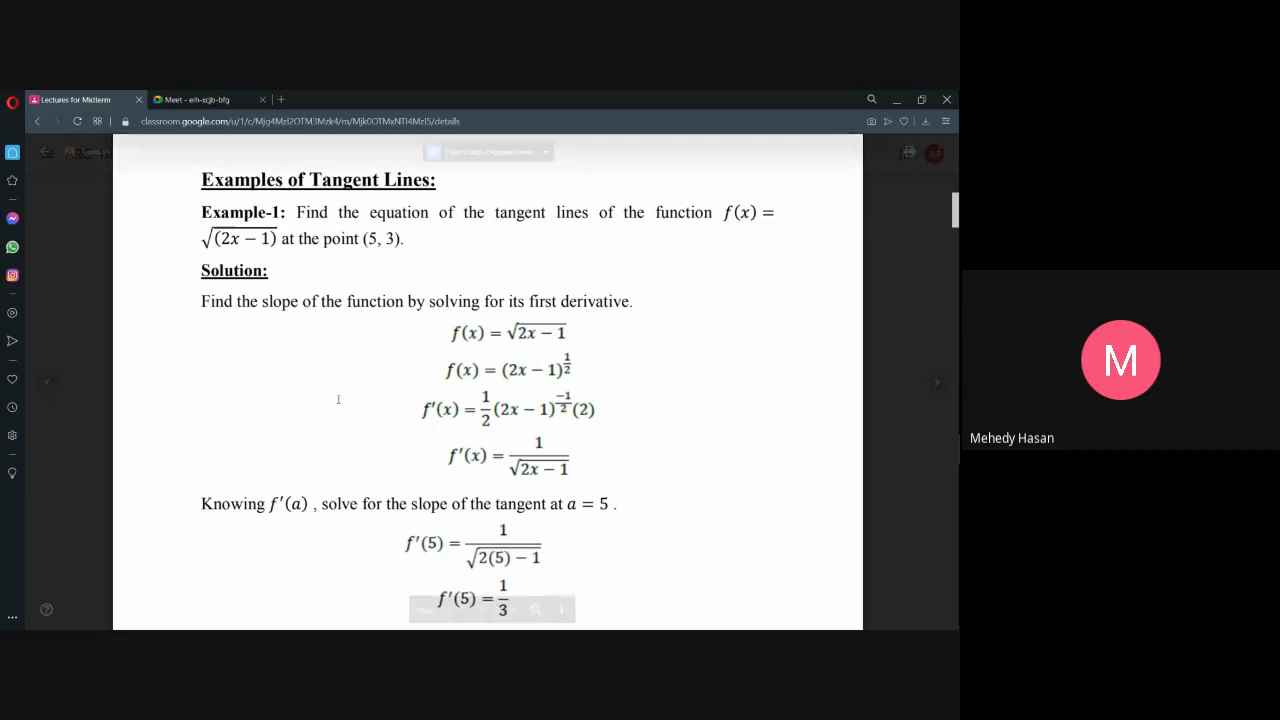 Lectures for Midterm
Meet - eih-xcjb-bfg
classroom.google.com/u/1/c/Mjg4MzI2OTM3Mzk4/m/Mjk0OTMxNTI4MzI5/details
Examples of Tangent Lines:
Example-1: Find the equation of the tangent lines of the function f(x) =
√(2x − 1) at the point (5, 3).
Solution:
Find the slope of the function by solving for its first derivative.
f(x) = √2x − 1
f(x) = (2x − 1)^(1/2)
f′(x) = 1/2 (2x − 1)^(−1/2) (2)
f′(x) = 1/√2x − 1
Knowing f′(a) , solve for the slope of the tangent at a = 5 .
f′(5) = 1/√2(5) − 1
f′(5) = 1/3
M
Mehedy Hasan